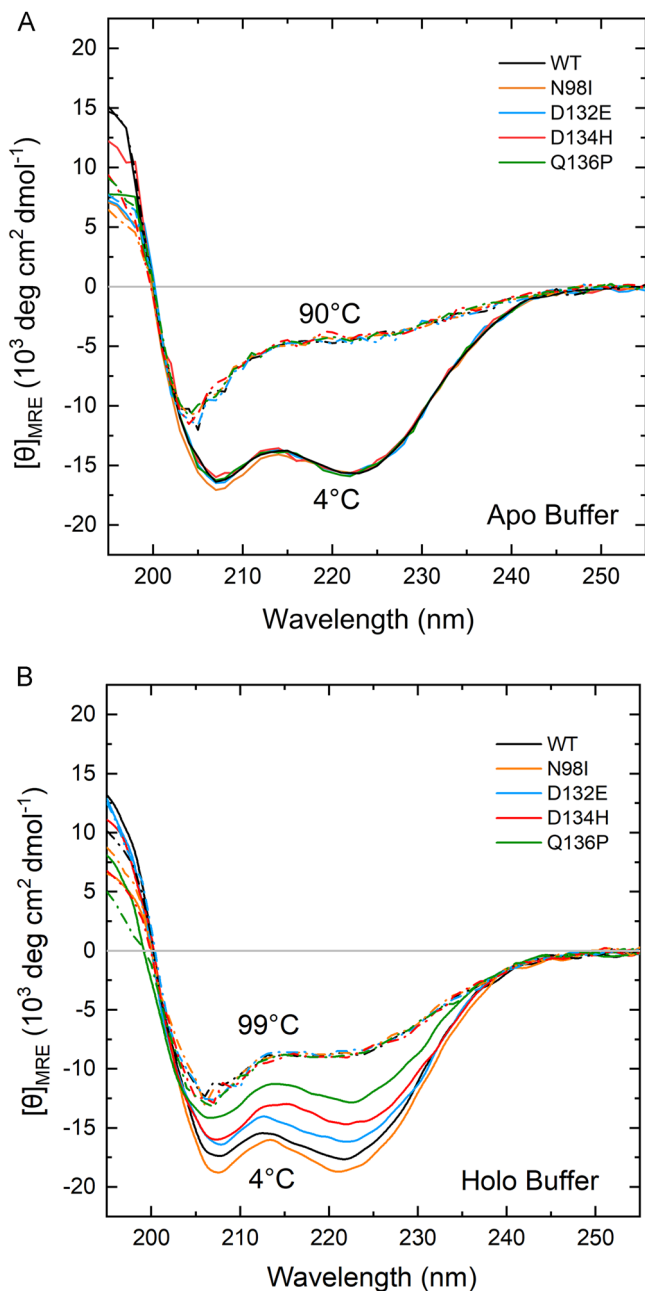 A
20
15
10
5
0
-5
-10
-15
-20
[θ]MRE (10³ deg cm² dmol⁻¹)
WT
N98I
D132E
D134H
Q136P
90°C
4°C
Apo Buffer
200 210 220 230 240 250
Wavelength (nm)
B
20
15
10
5
0
-5
-10
-15
-20
[θ]MRE (10³ deg cm² dmol⁻¹)
WT
N98I
D132E
D134H
Q136P
99°C
4°C
Holo Buffer
200 210 220 230 240 250
Wavelength (nm)